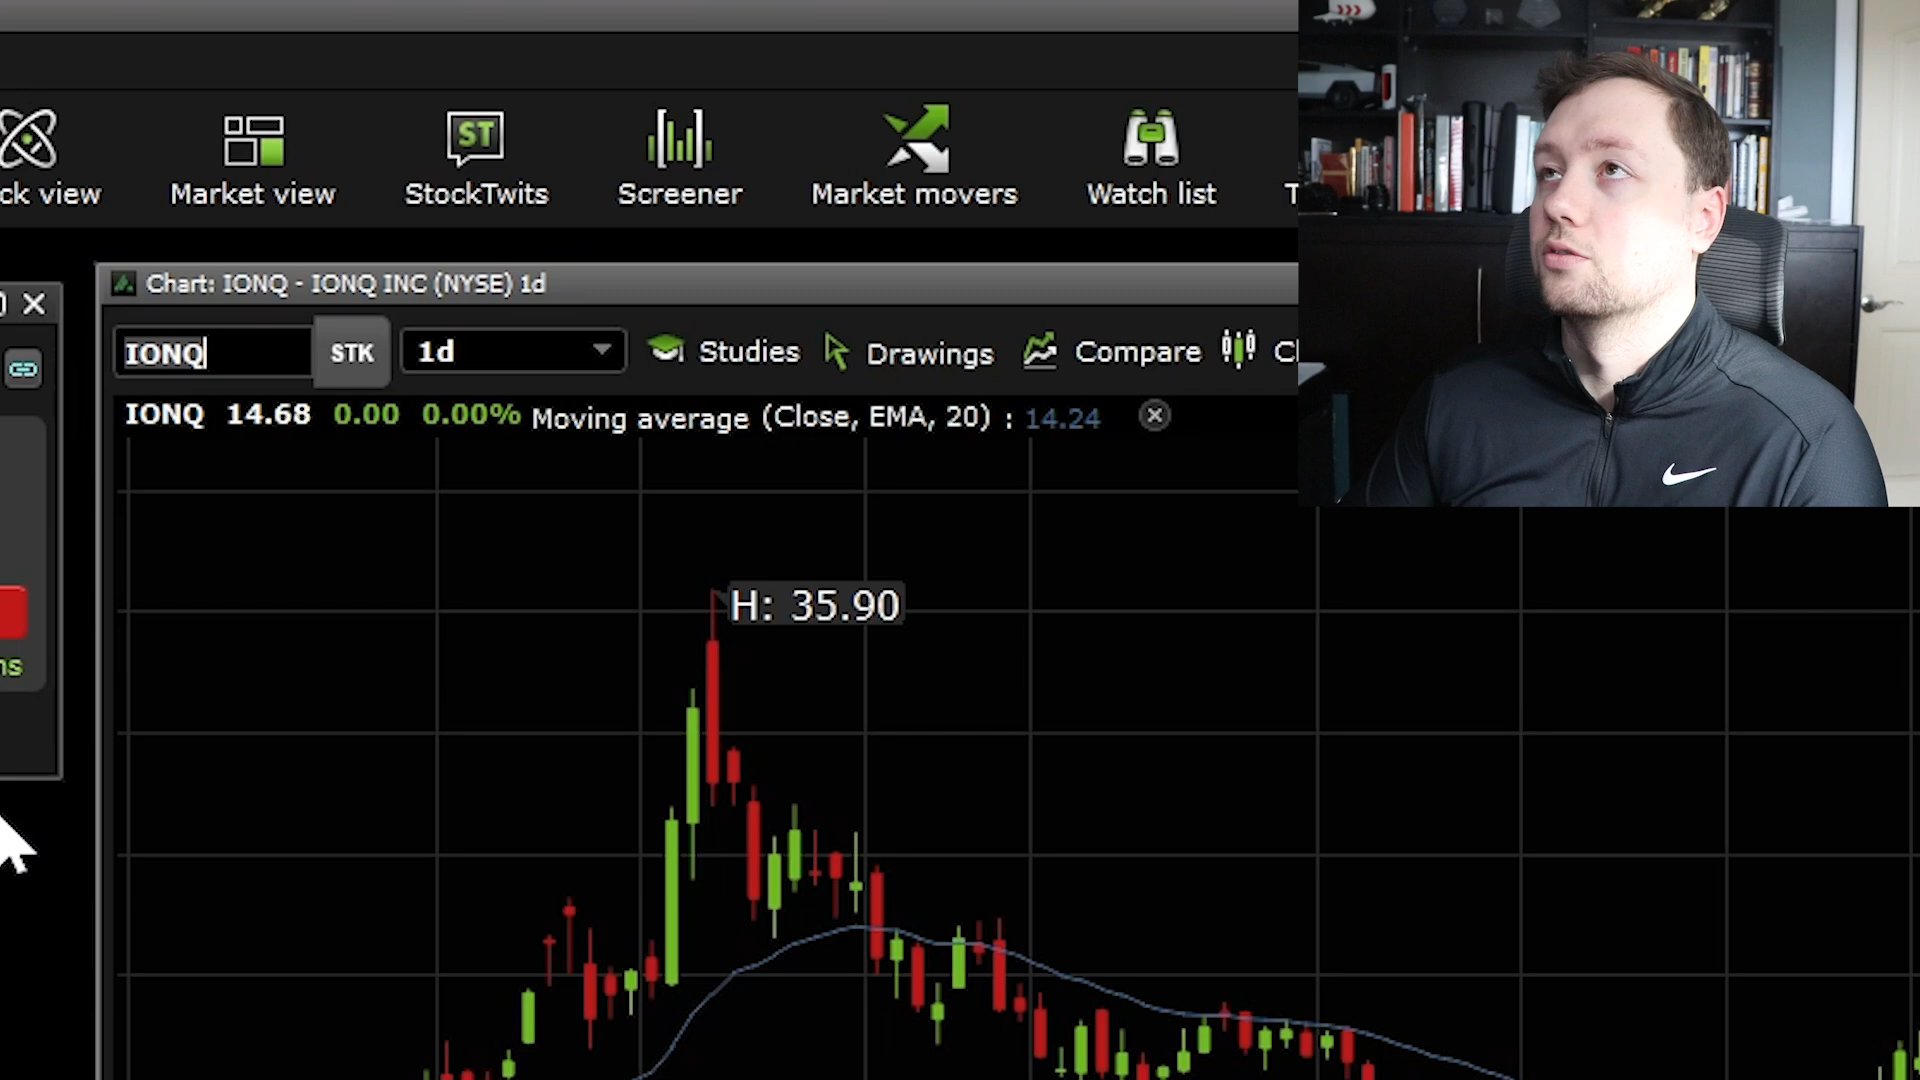 ck view
Market view
ST
StockTwits
Screener
Market movers
Watch list
T
Chart: IONQ - IONQ INC (NYSE) 1d
IONQ STK 1d Studies Drawings Compare
IONQ 14.68 0.00 0.00% Moving average (Close, EMA, 20) : 14.24
H: 35.90
ns